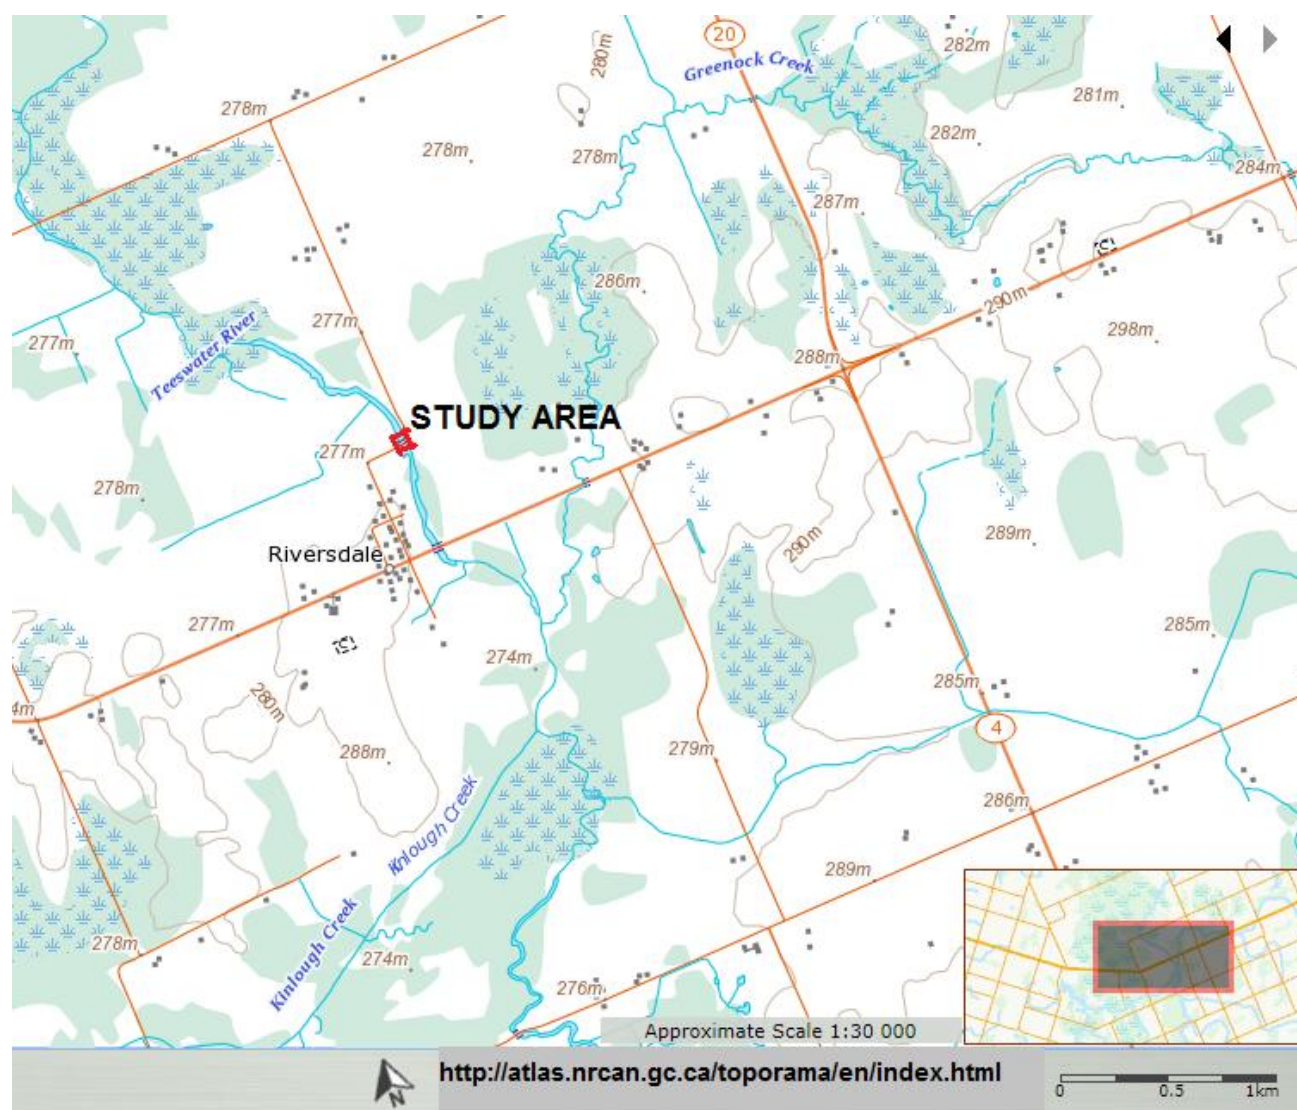 20
282m
280m
Greenock Creek
281m
278m
282m
278m
278m
284m
287m
286m
290m
277m
298m
277m
Teeswater River
288m
STUDY AREA
277m
278m
289m
290m
Riversdale
277m
285m
274m
285m
280m
4m
4
288m
279m
286m
Kinlough Creek
289m
278m
274m
Kinlough Creek
276m
Approximate Scale 1:30 000
N
http://atlas.nrcan.gc.ca/toporama/en/index.html
0 0.5 1km